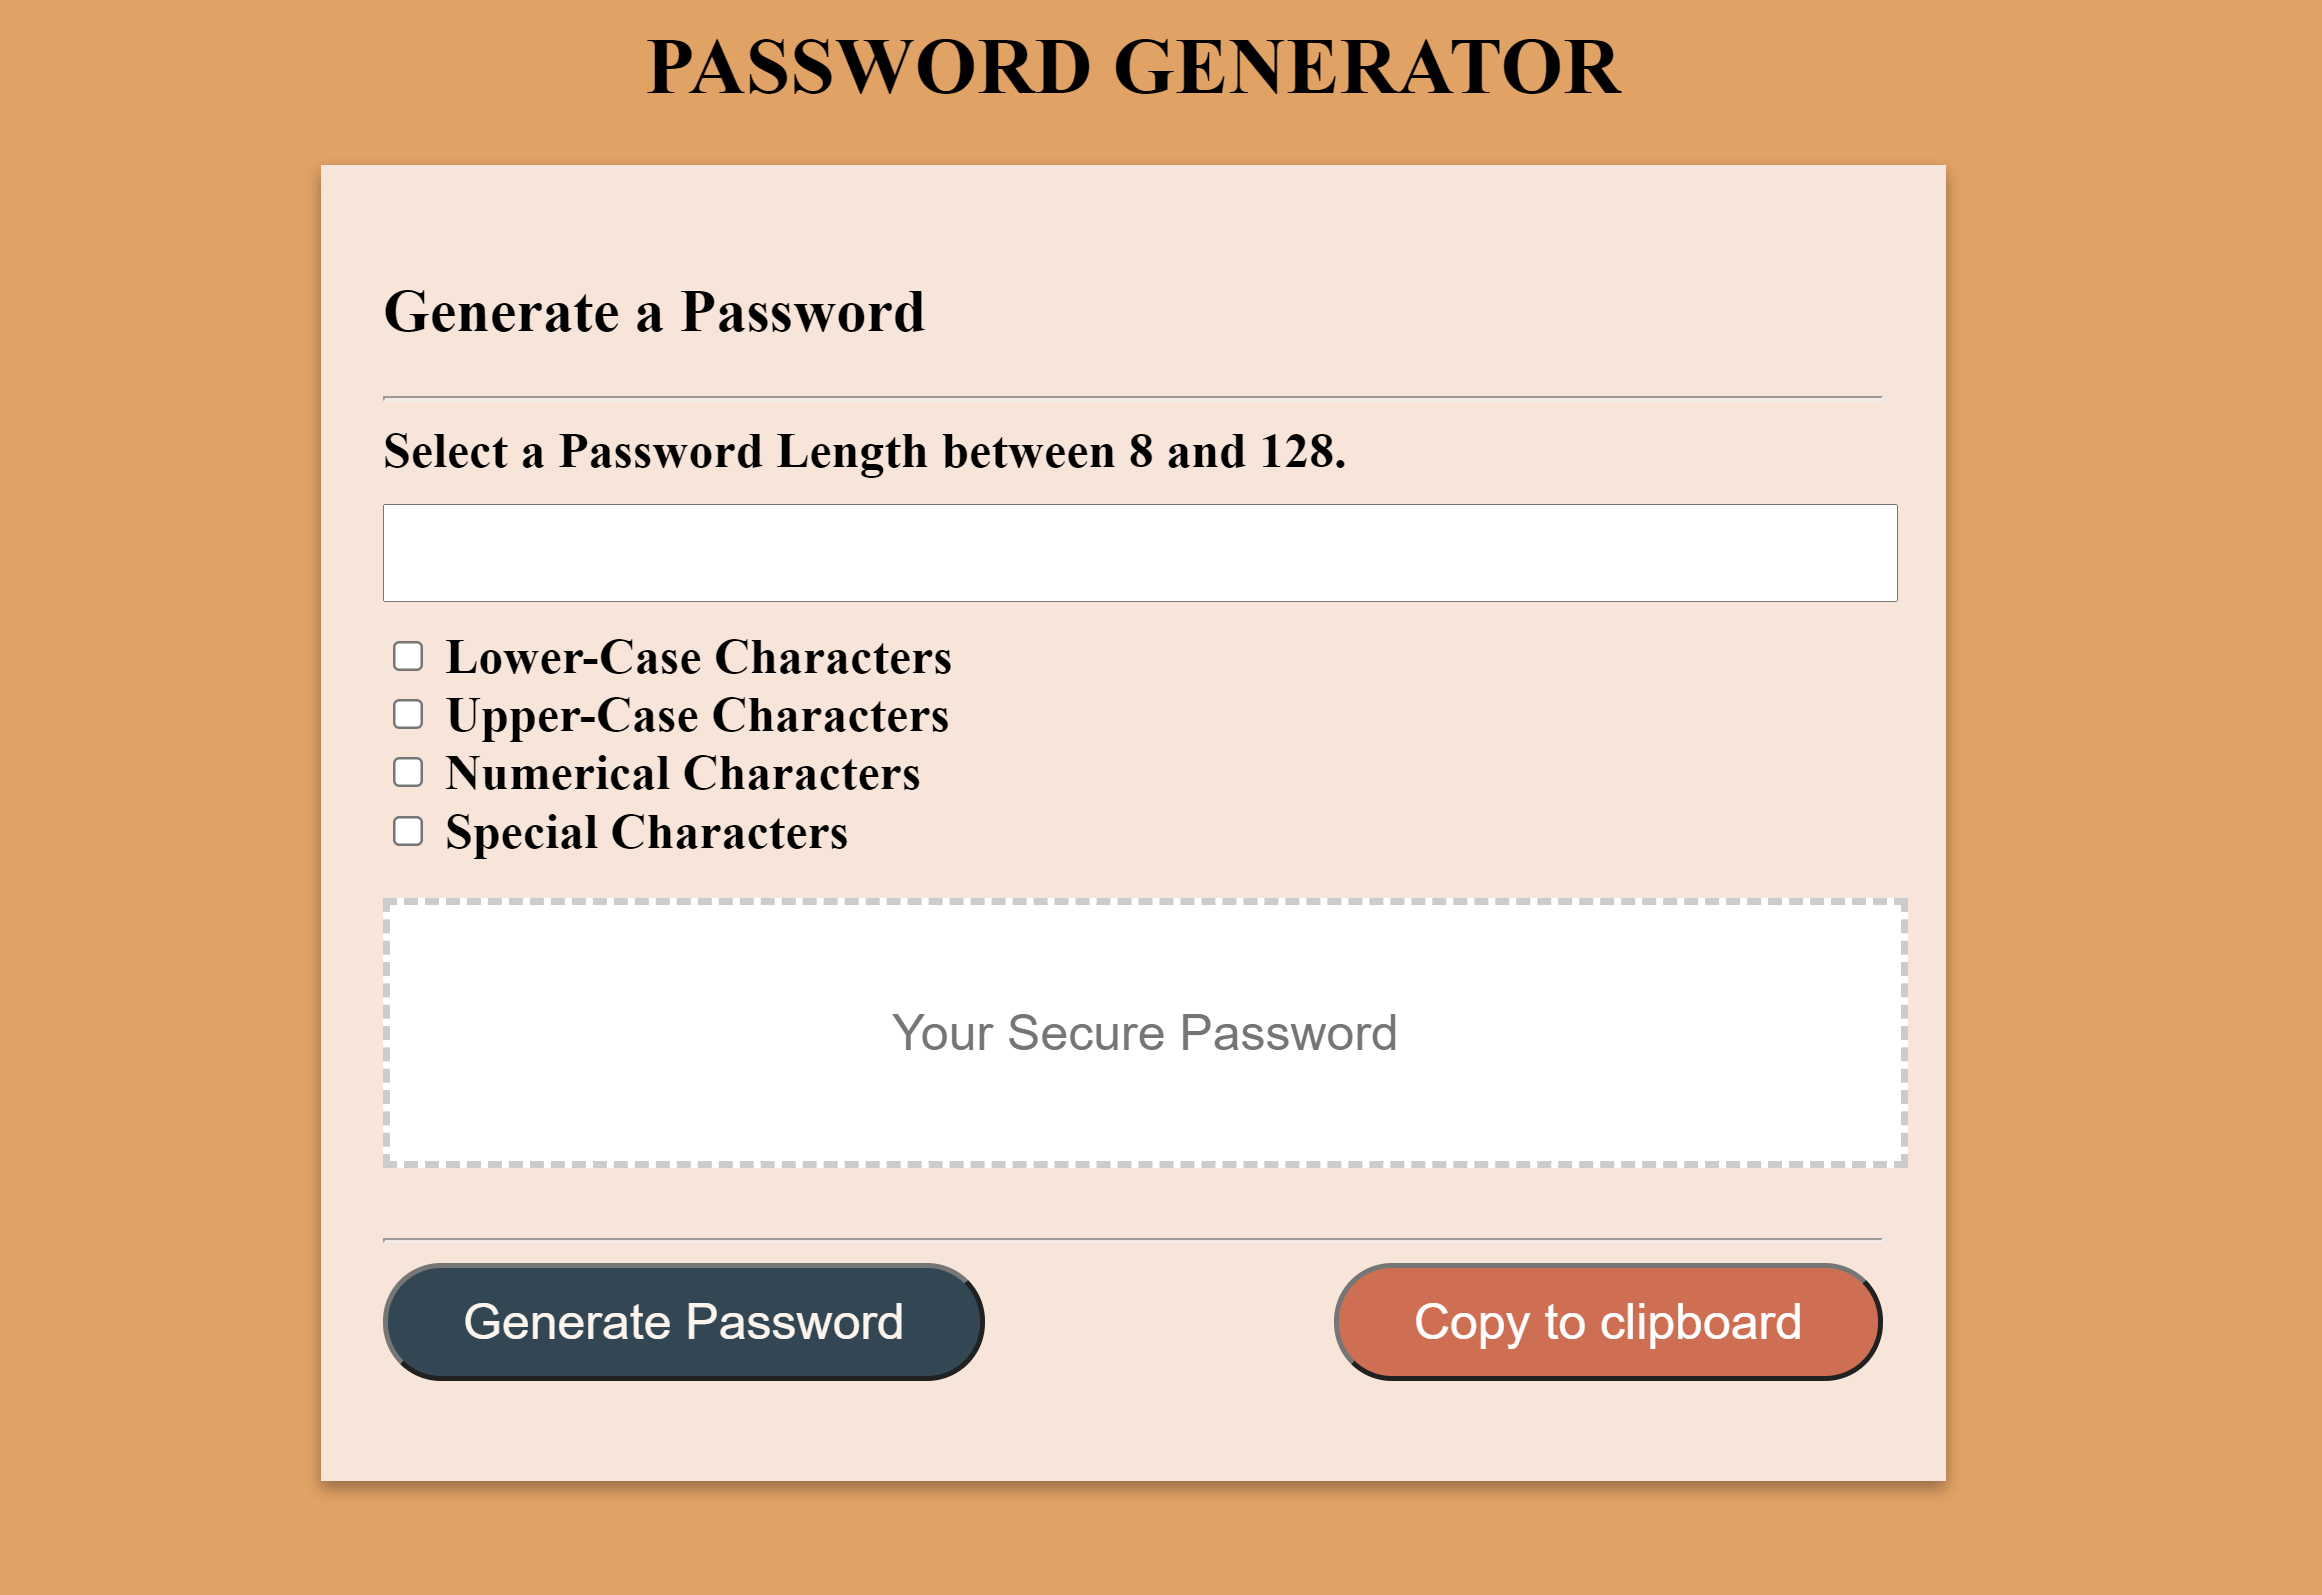 PASSWORD GENERATOR
Generate a Password
Select a Password Length between 8 and 128.
Lower-Case Characters
Upper-Case Characters
Numerical Characters
Special Characters
Your Secure Password
Generate Password
Copy to clipboard